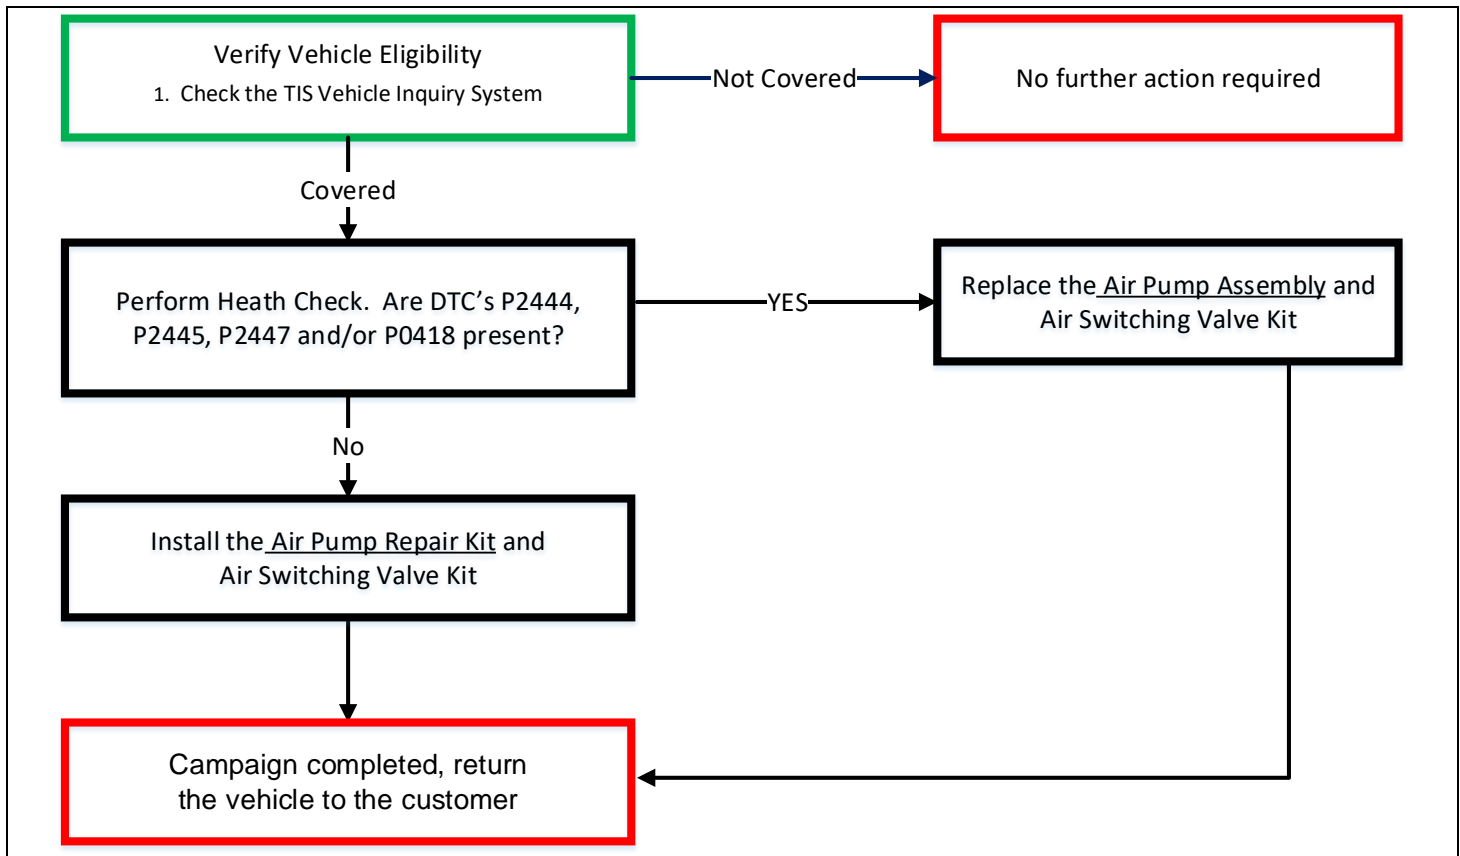 Verify Vehicle Eligibility
1. Check the TIS Vehicle Inquiry System
Not Covered
No further action required
Covered
Perform Heath Check. Are DTC's P2444,
P2445, P2447 and/or P0418 present?
YES
Replace the Air Pump Assembly and
Air Switching Valve Kit
No
Install the Air Pump Repair Kit and
Air Switching Valve Kit
Campaign completed, return
the vehicle to the customer